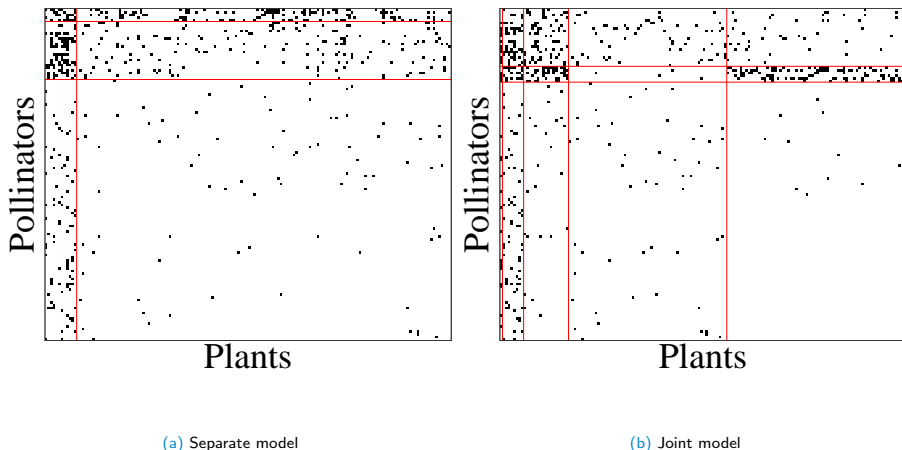 Pollinators
Plants
(a) Separate model
Pollinators
Plants
(b) Joint model